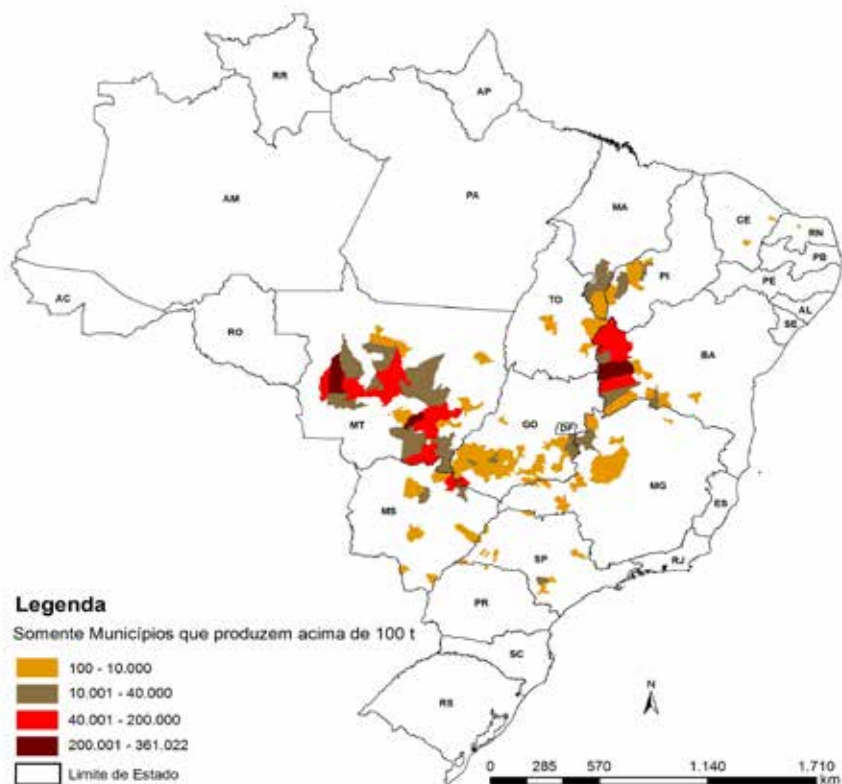 RR
AP
AM
PA
MA
CE
RN
PB
PI
PE
AL
SE
AC
TO
RO
BA
MT
GO
DF
MG
ES
MS
SP
RJ
PR
SC
RS
Legenda
Somente Municípios que produzem acima de 100 t
100 - 10.000
10.001 - 40.000
40.001 - 200.000
200.001 - 361.022
Limite de Estado
N
0 285 570 1.140 1.710
km